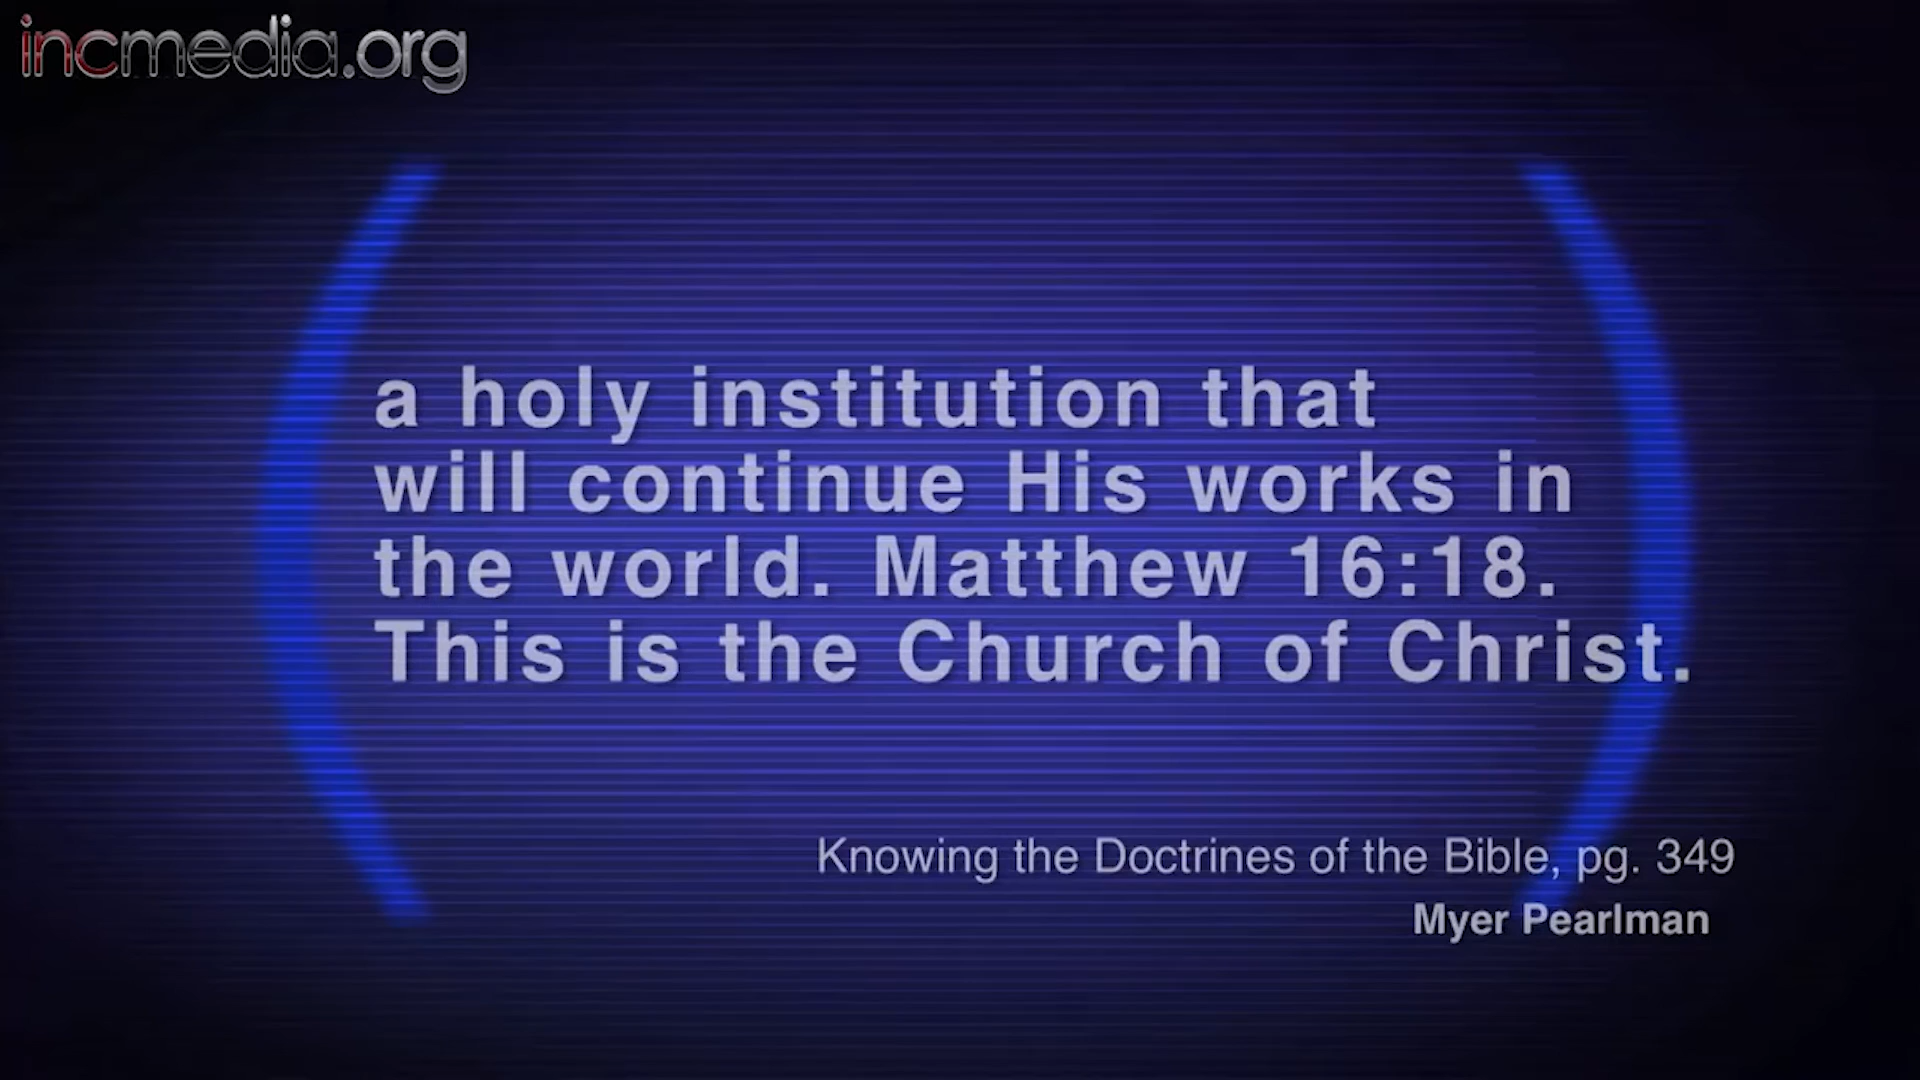 incmedia.org
a holy institution that
will continue His works in
the world. Matthew 16:18.
This is the Church of Christ.
Knowing the Doctrines of the Bible, pg. 349
Myer Pearlman